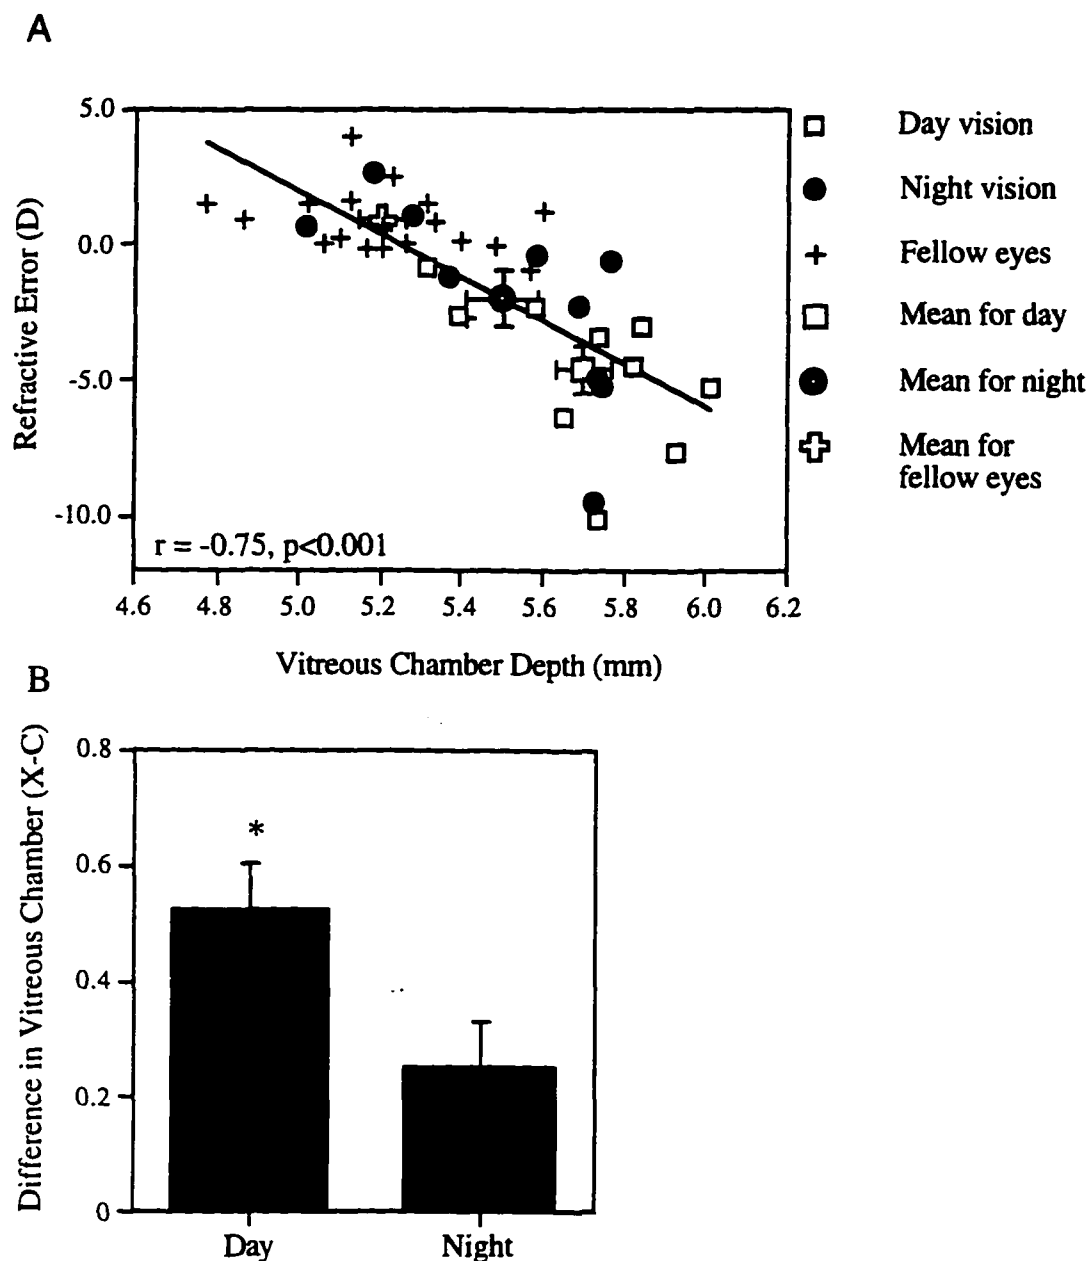 A
5.0
0.0
-5.0
-10.0
Refractive Error (D)
r = -0.75, p<0.001
4.6 4.8 5.0 5.2 5.4 5.6 5.8 6.0 6.2
Vitreous Chamber Depth (mm)
Day vision
Night vision
Fellow eyes
Mean for day
Mean for night
Mean for
fellow eyes
B
0.8
0.6
0.4
0.2
0
Difference in Vitreous Chamber (X-C)
*
Day Night